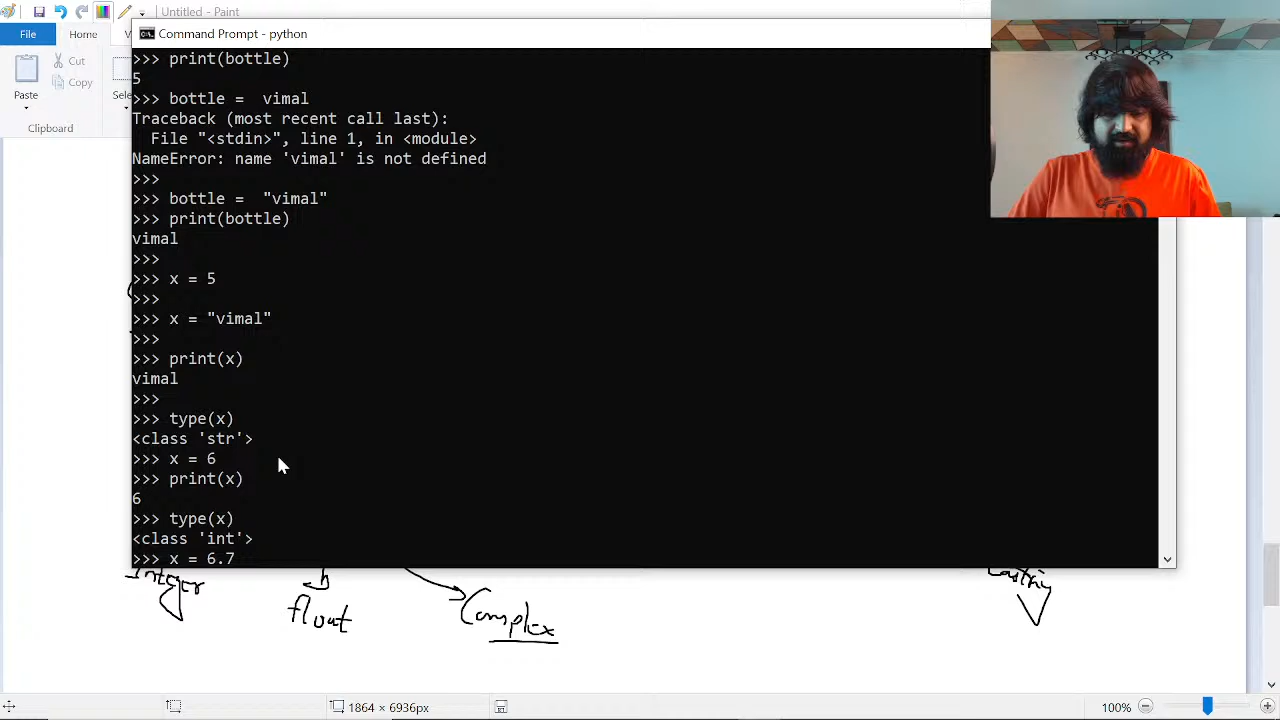 Untitled - Paint
File
Home
V
Paste
Cut
Copy
Sele
Clipboard
Command Prompt - python
>>> print(bottle)
5
>>> bottle =  vimal
Traceback (most recent call last):
  File "<stdin>", line 1, in <module>
NameError: name 'vimal' is not defined
>>>
>>> bottle =  "vimal"
>>> print(bottle)
vimal
>>>
>>> x = 5
>>>
>>> x = "vimal"
>>>
>>> print(x)
vimal
>>>
>>> type(x)
<class 'str'>
>>> x = 6
>>> print(x)
6
>>> type(x)
<class 'int'>
>>> x = 6.7
Integer
float
Complex
1864 × 6936px
100%